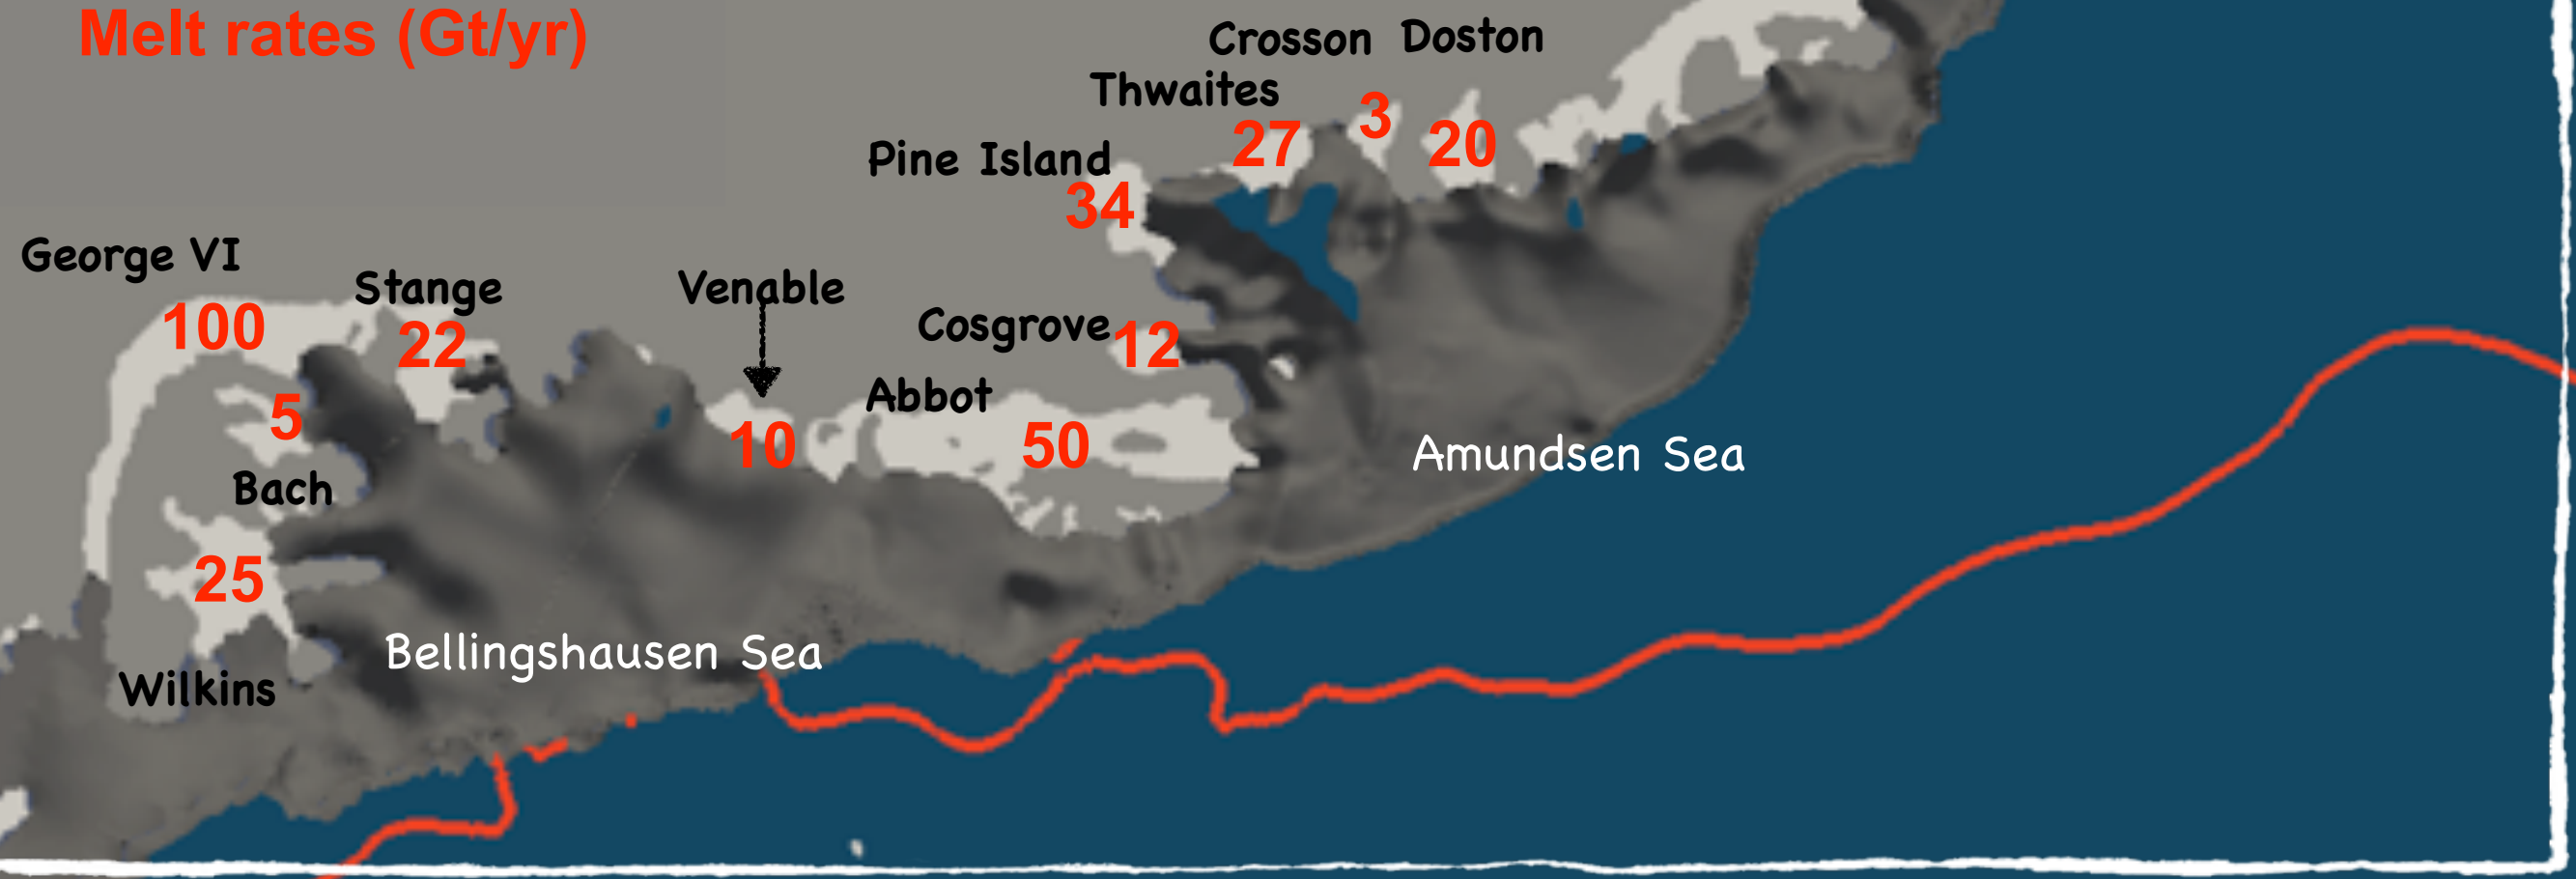 Melt rates (Gt/yr)
Crosson Doston
Thwaites
3
27
20
Pine Island
34
George VI
Stange
Venable
100
22
Cosgrove
12
Abbot
5
10
50
Amundsen Sea
Bach
25
Bellingshausen Sea
Wilkins